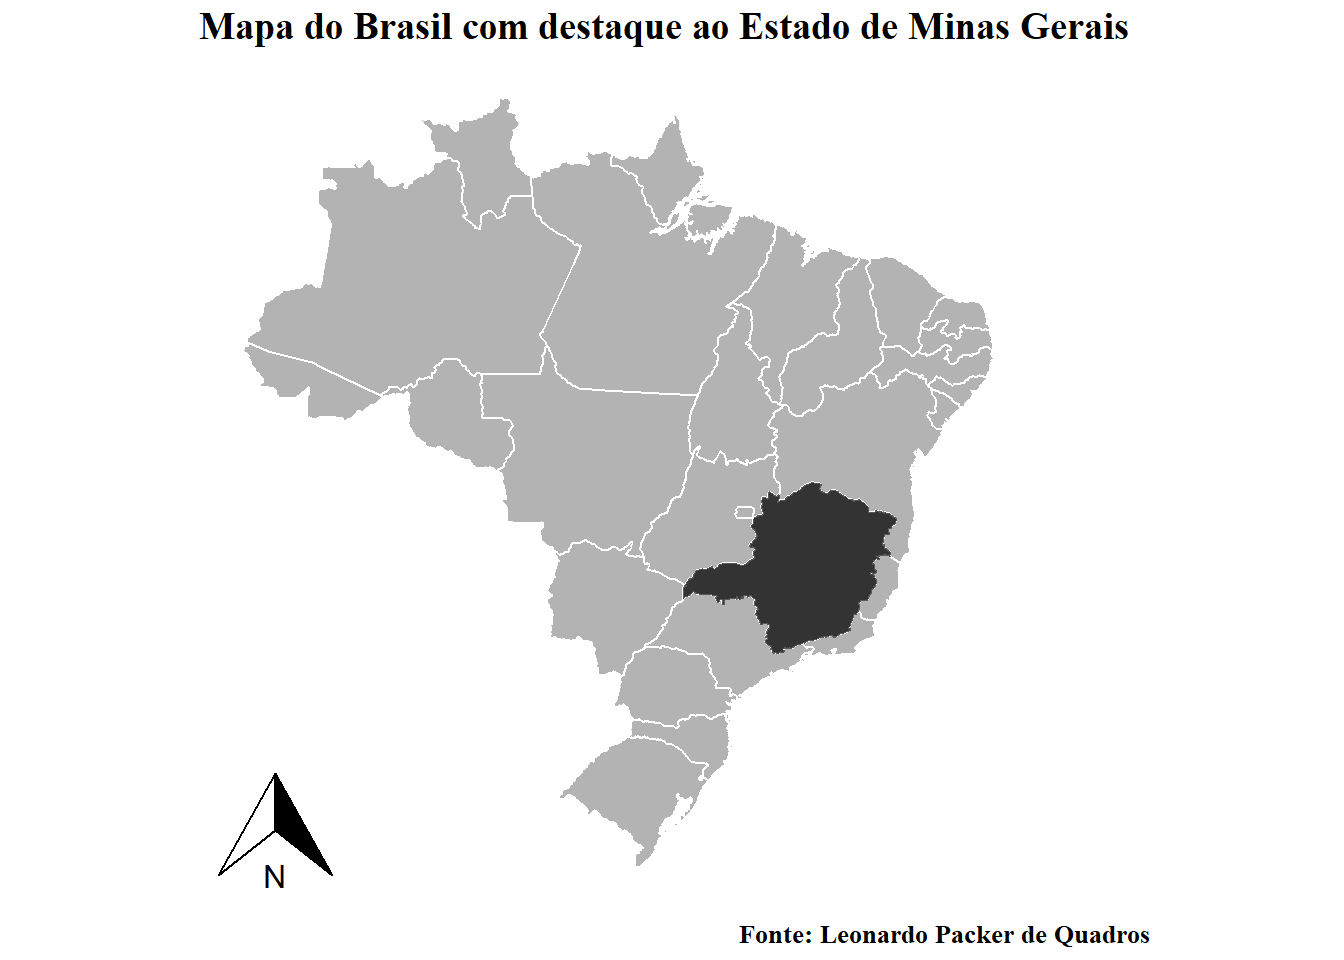 Mapa do Brasil com destaque ao Estado de Minas Gerais
N
Fonte: Leonardo Packer de Quadros